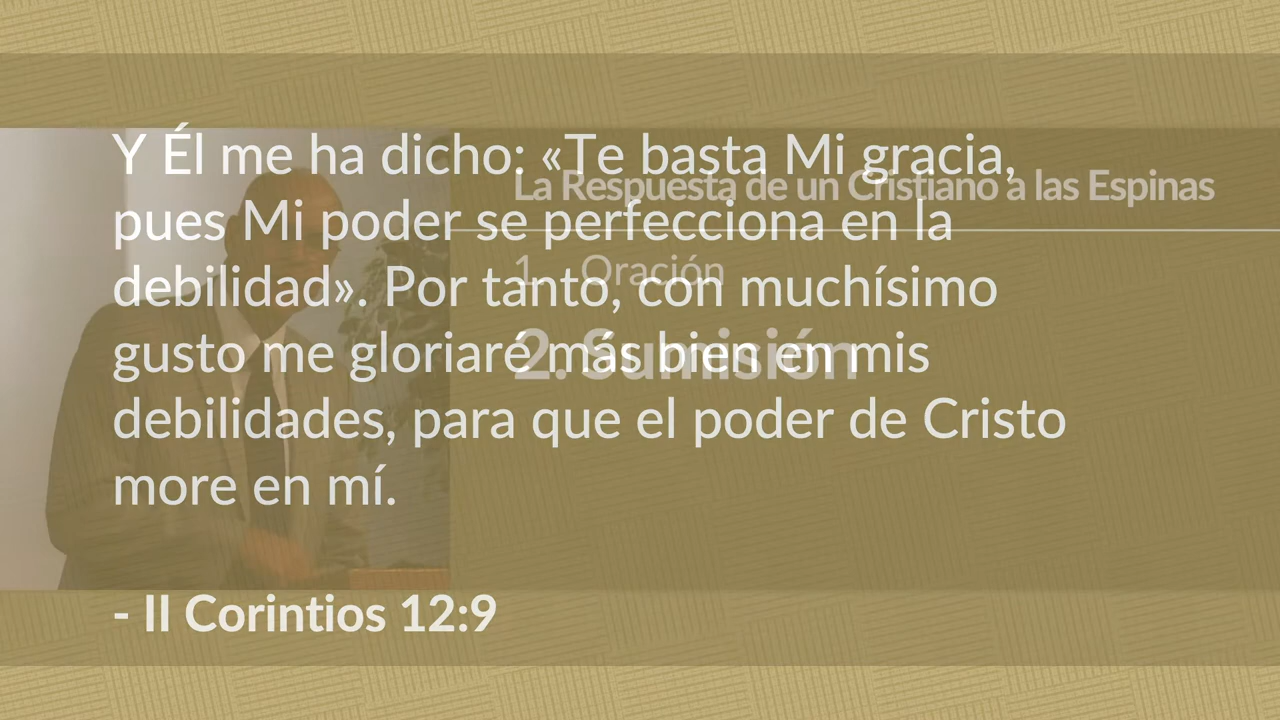 Y Él me ha dicho: «Te basta Mi gracia,
pues Mi poder se perfecciona en la
debilidad». Por tanto, con muchísimo
gusto me gloriaré más bien en mis
debilidades, para que el poder de Cristo
more en mí.
- II Corintios 12:9
La Respuesta de un Cristiano a las Espinas
1. Oración
2. Sumisión